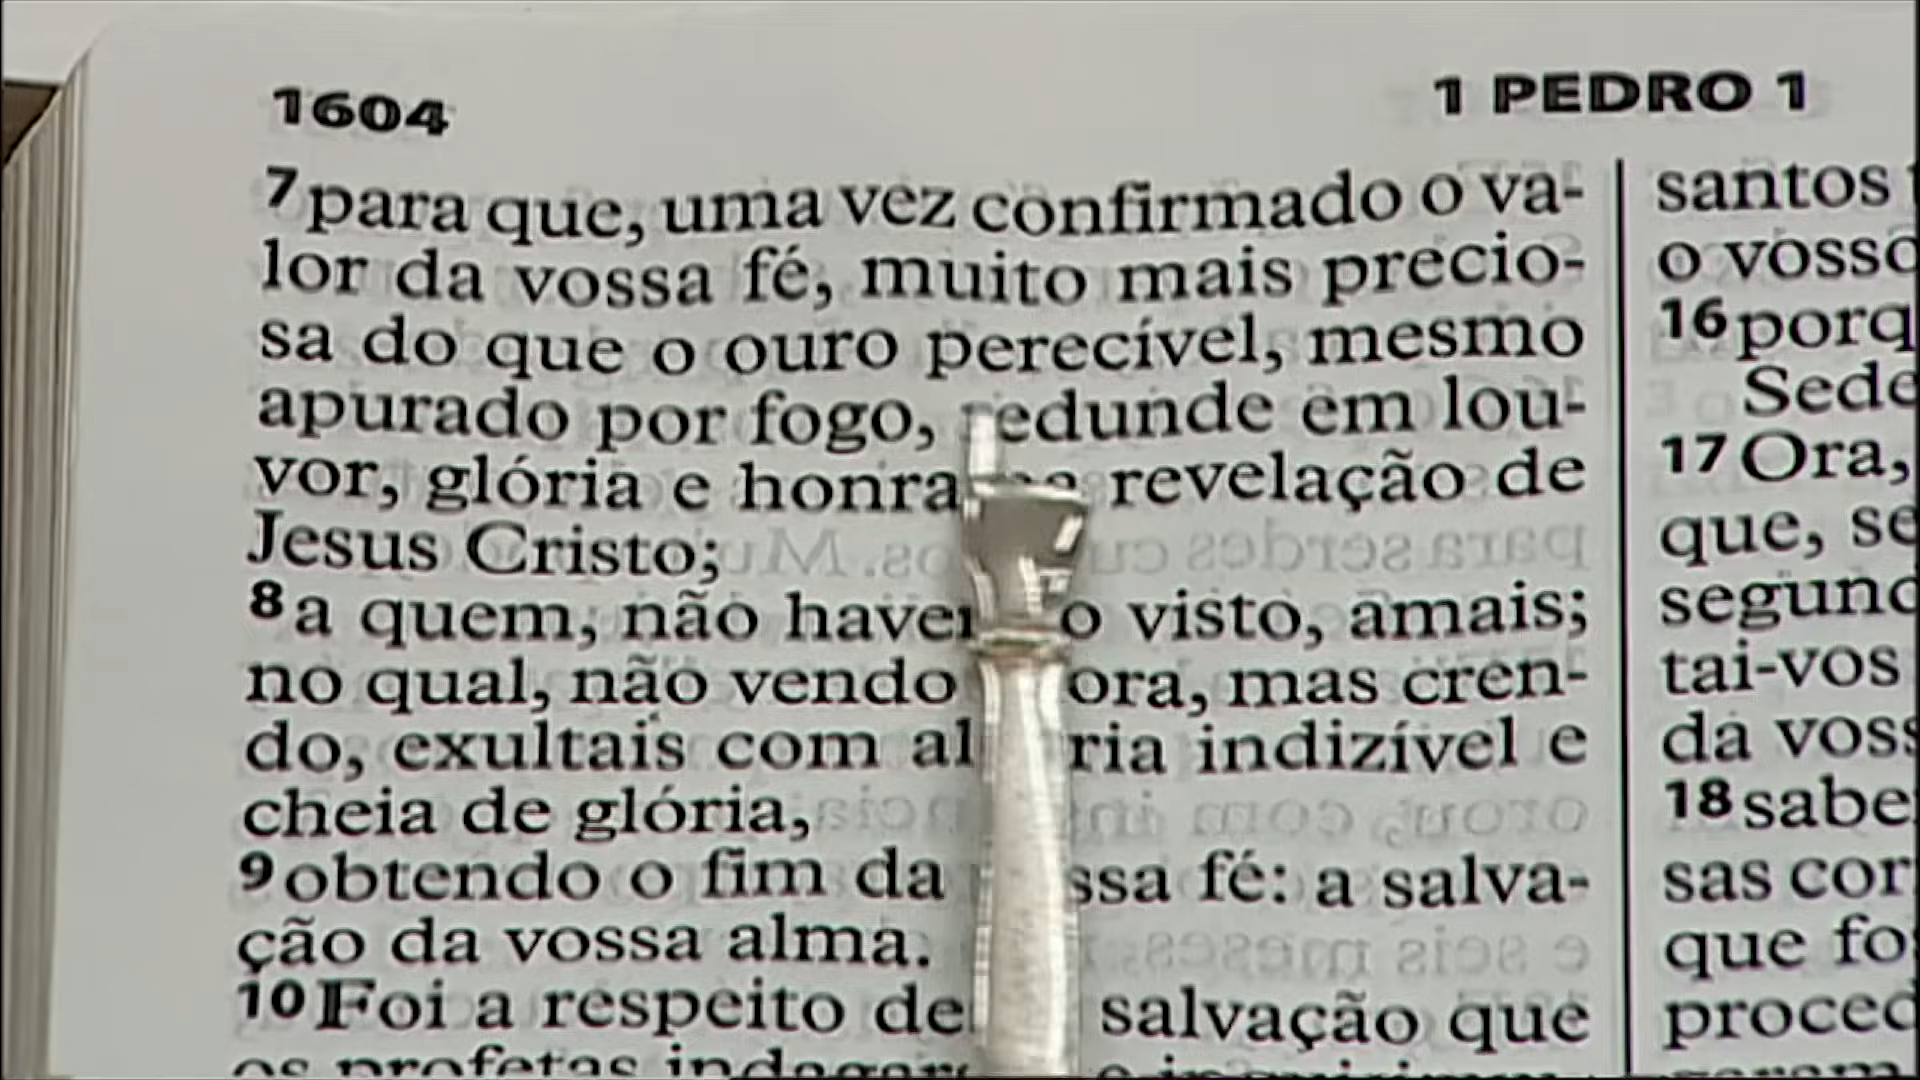 1604
1 PEDRO 1
7 para que, uma vez confirmado o va-
lor da vossa fé, muito mais precio-
sa do que o ouro perecível, mesmo
apurado por fogo, redunde em lou-
vor, glória e honra revelação de
Jesus Cristo;
8 a quem, não haven o visto, amais;
no qual, não vendo ora, mas cren-
do, exultais com al ria indizível e
cheia de glória,
9 obtendo o fim da ssa fé: a salva-
ção da vossa alma.
10 Foi a respeito de salvação que
os profetas
santos
o vosso
16 porq
Sede
17 Ora,
que, se
segund
tai-vos
da voss
18 sabe
sas cor
que fo
proced